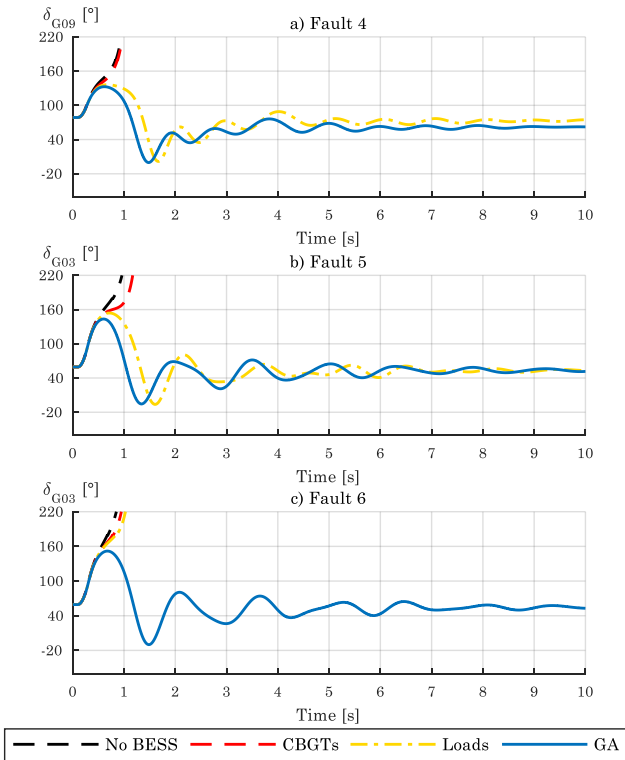 δG09 [°]
a) Fault 4
220
160
100
40
-20
0 1 2 3 4 5 6 7 8 9 10
Time [s]
δG03 [°]
b) Fault 5
220
160
100
40
-20
0 1 2 3 4 5 6 7 8 9 10
Time [s]
δG03 [°]
c) Fault 6
220
160
100
40
-20
0 1 2 3 4 5 6 7 8 9 10
Time [s]
No BESS CBGTs Loads GA